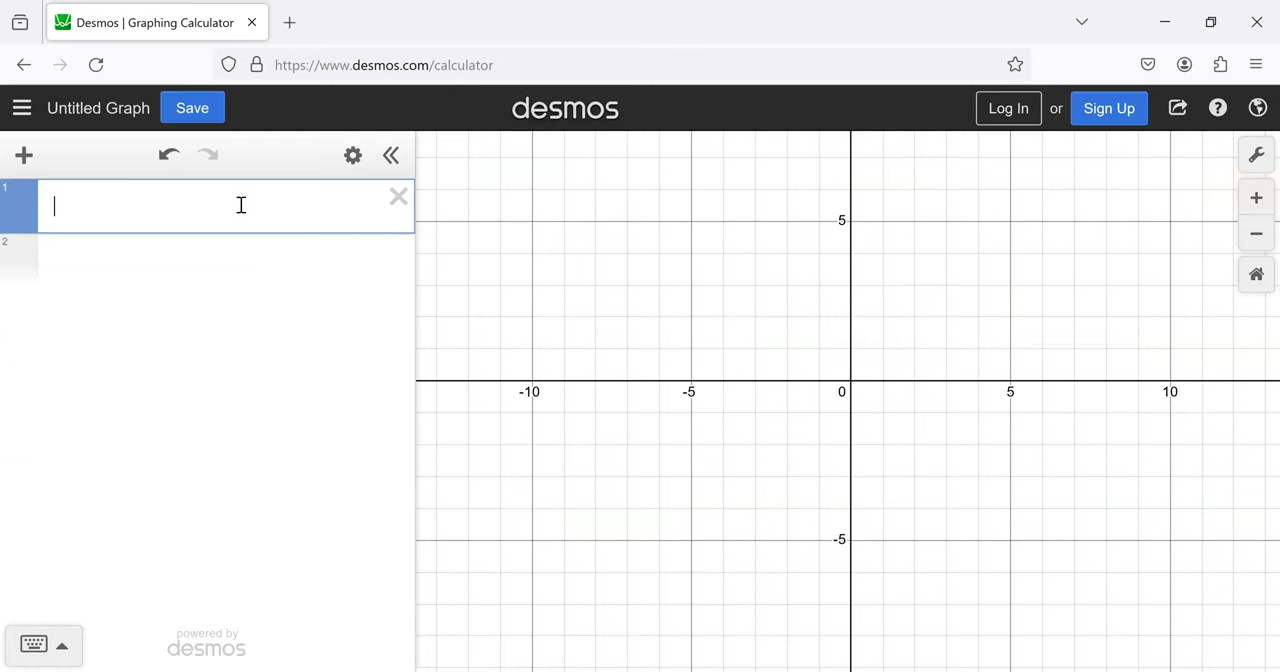 Desmos | Graphing Calculator
https://www.desmos.com/calculator
Untitled Graph
Save
desmos
Log In
or
Sign Up
1
2
5
-10
-5
0
5
10
-5
powered by
desmos